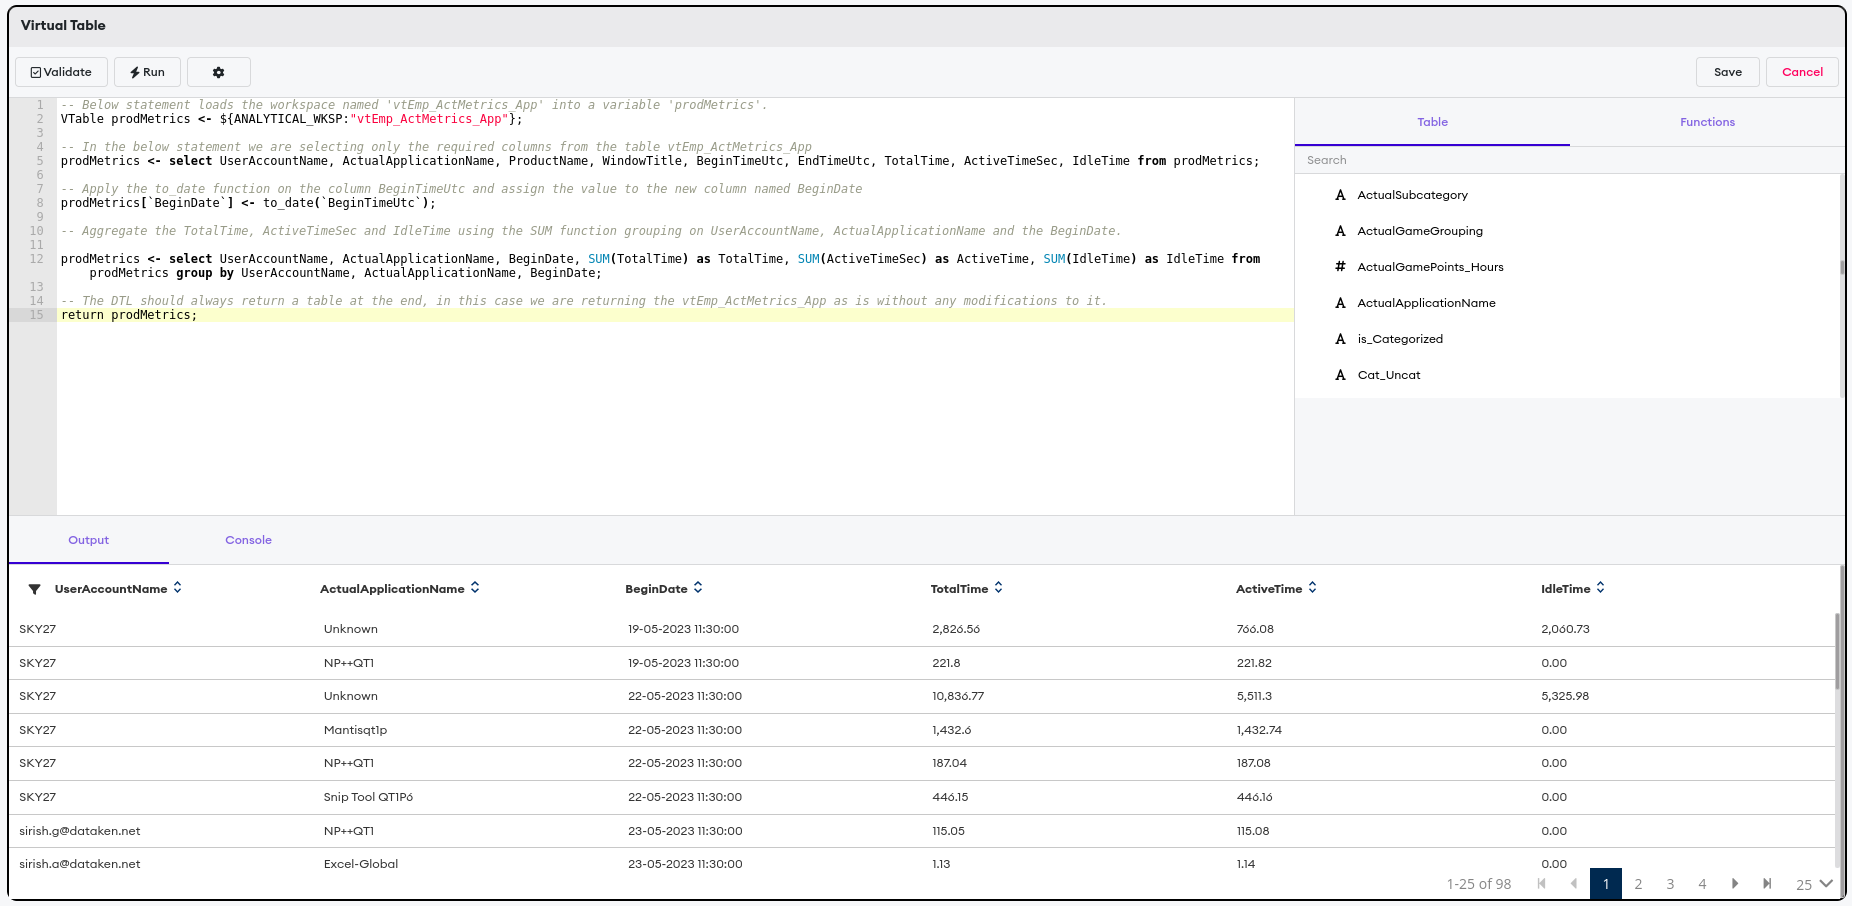 Virtual Table
Validate
Run
Save
Cancel
1 -- Below statement loads the workspace named 'vtEmp_ActMetrics_App' into a variable 'prodMetrics'.
2 VTable prodMetrics <- ${ANALYTICAL_WKSP:"vtEmp_ActMetrics_App"};
3
4 -- In the below statement we are selecting only the required columns from the table vtEmp_ActMetrics_App
5 prodMetrics <- select UserAccountName, ActualApplicationName, ProductName, WindowTitle, BeginTimeUtc, EndTimeUtc, TotalTime, ActiveTimeSec, IdleTime from prodMetrics;
6
7 -- Apply the to_date function on the column BeginTimeUtc and assign the value to the new column named BeginDate
8 prodMetrics[`BeginDate`] <- to_date(`BeginTimeUtc`);
9
10 -- Aggregate the TotalTime, ActiveTimeSec and IdleTime using the SUM function grouping on UserAccountName, ActualApplicationName and the BeginDate.
11
12 prodMetrics <- select UserAccountName, ActualApplicationName, BeginDate, SUM(TotalTime) as TotalTime, SUM(ActiveTimeSec) as ActiveTime, SUM(IdleTime) as IdleTime from
prodMetrics group by UserAccountName, ActualApplicationName, BeginDate;
13
14 -- The DTL should always return a table at the end, in this case we are returning the vtEmp_ActMetrics_App as is without any modifications to it.
15 return prodMetrics;
Table Functions
Search
A ActualSubcategory
A ActualGameGrouping
# ActualGamePoints_Hours
A ActualApplicationName
A is_Categorized
A Cat_Uncat
Output Console
UserAccountName ActualApplicationName BeginDate TotalTime ActiveTime IdleTime
SKY27 Unknown 19-05-2023 11:30:00 2,826.56 766.08 2,060.73
SKY27 NP++QT1 19-05-2023 11:30:00 221.8 221.82 0.00
SKY27 Unknown 22-05-2023 11:30:00 10,836.77 5,511.3 5,325.98
SKY27 Mantisqt1p 22-05-2023 11:30:00 1,432.6 1,432.74 0.00
SKY27 NP++QT1 22-05-2023 11:30:00 187.04 187.08 0.00
SKY27 Snip Tool QT1P6 22-05-2023 11:30:00 446.15 446.16 0.00
sirish.g@dataken.net NP++QT1 23-05-2023 11:30:00 115.05 115.08 0.00
sirish.a@dataken.net Excel-Global 23-05-2023 11:30:00 1.13 1.14 0.00
1-25 of 98 1 2 3 4 25